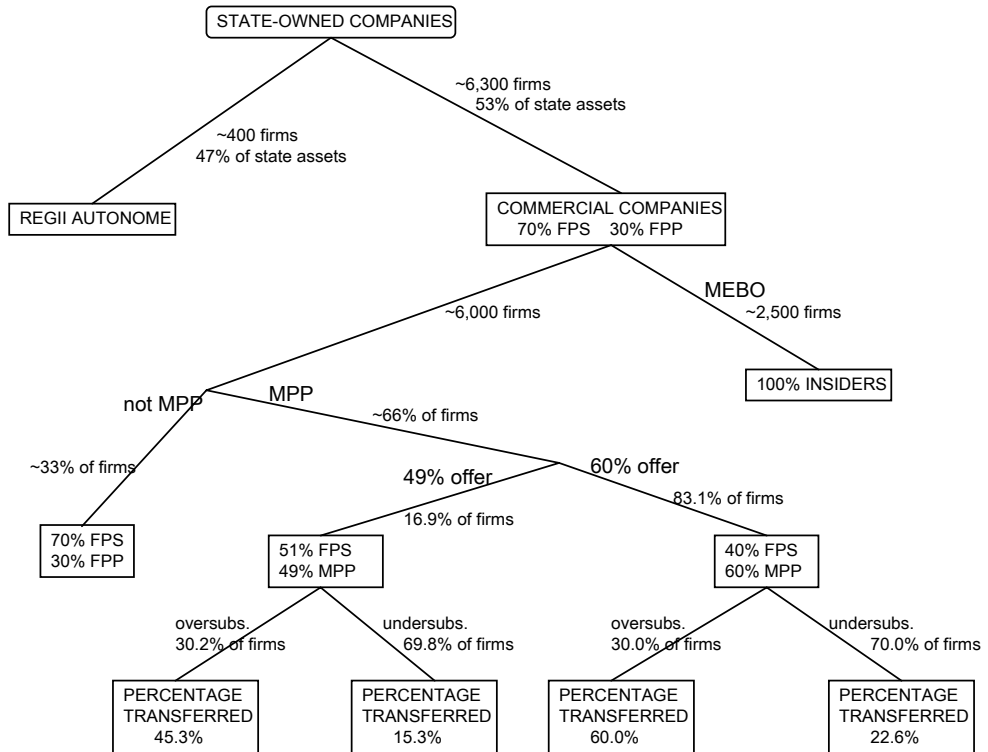 STATE-OWNED COMPANIES
~6,300 firms
53% of state assets
~400 firms
47% of state assets
REGII AUTONOME
COMMERCIAL COMPANIES
70% FPS 30% FPP
MEBO
~6,000 firms
~2,500 firms
100% INSIDERS
not MPP
MPP
~66% of firms
~33% of firms
49% offer
60% offer
16.9% of firms
83.1% of firms
70% FPS
30% FPP
51% FPS
49% MPP
40% FPS
60% MPP
oversubs.
30.2% of firms
undersubs.
69.8% of firms
oversubs.
30.0% of firms
undersubs.
70.0% of firms
PERCENTAGE
TRANSFERRED
45.3%
PERCENTAGE
TRANSFERRED
15.3%
PERCENTAGE
TRANSFERRED
60.0%
PERCENTAGE
TRANSFERRED
22.6%